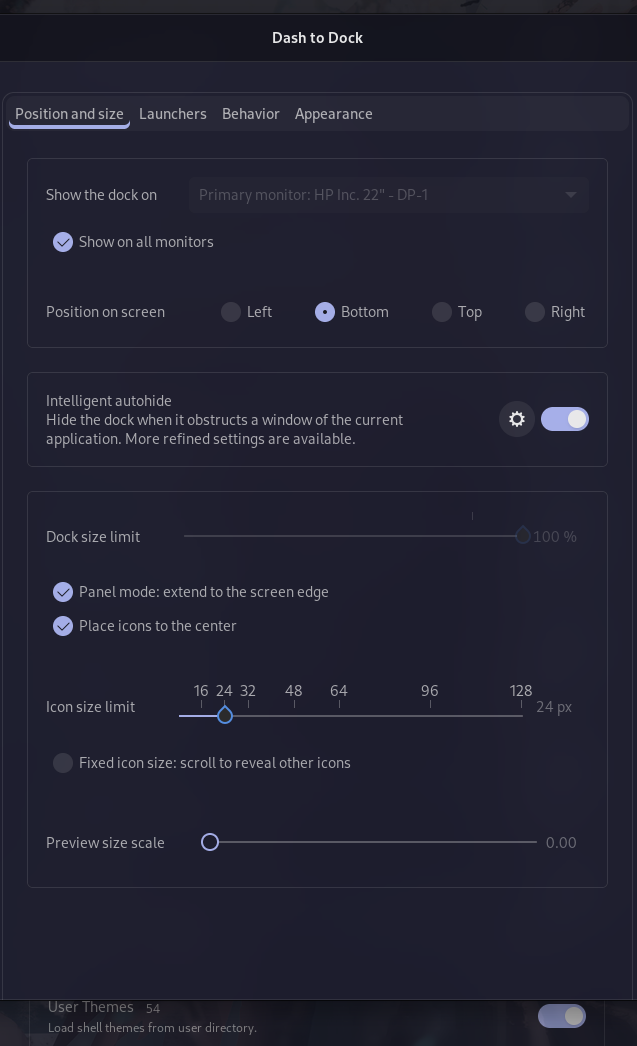 Dash to Dock
Position and size Launchers Behavior Appearance
Show the dock on Primary monitor: HP Inc. 22" - DP-1
Show on all monitors
Position on screen Left Bottom Top Right
Intelligent autohide
Hide the dock when it obstructs a window of the current
application. More refined settings are available.
Dock size limit 100 %
Panel mode: extend to the screen edge
Place icons to the center
16 24 32 48 64 96 128
Icon size limit 24 px
Fixed icon size: scroll to reveal other icons
Preview size scale 0.00
User Themes 54
Load shell themes from user directory.